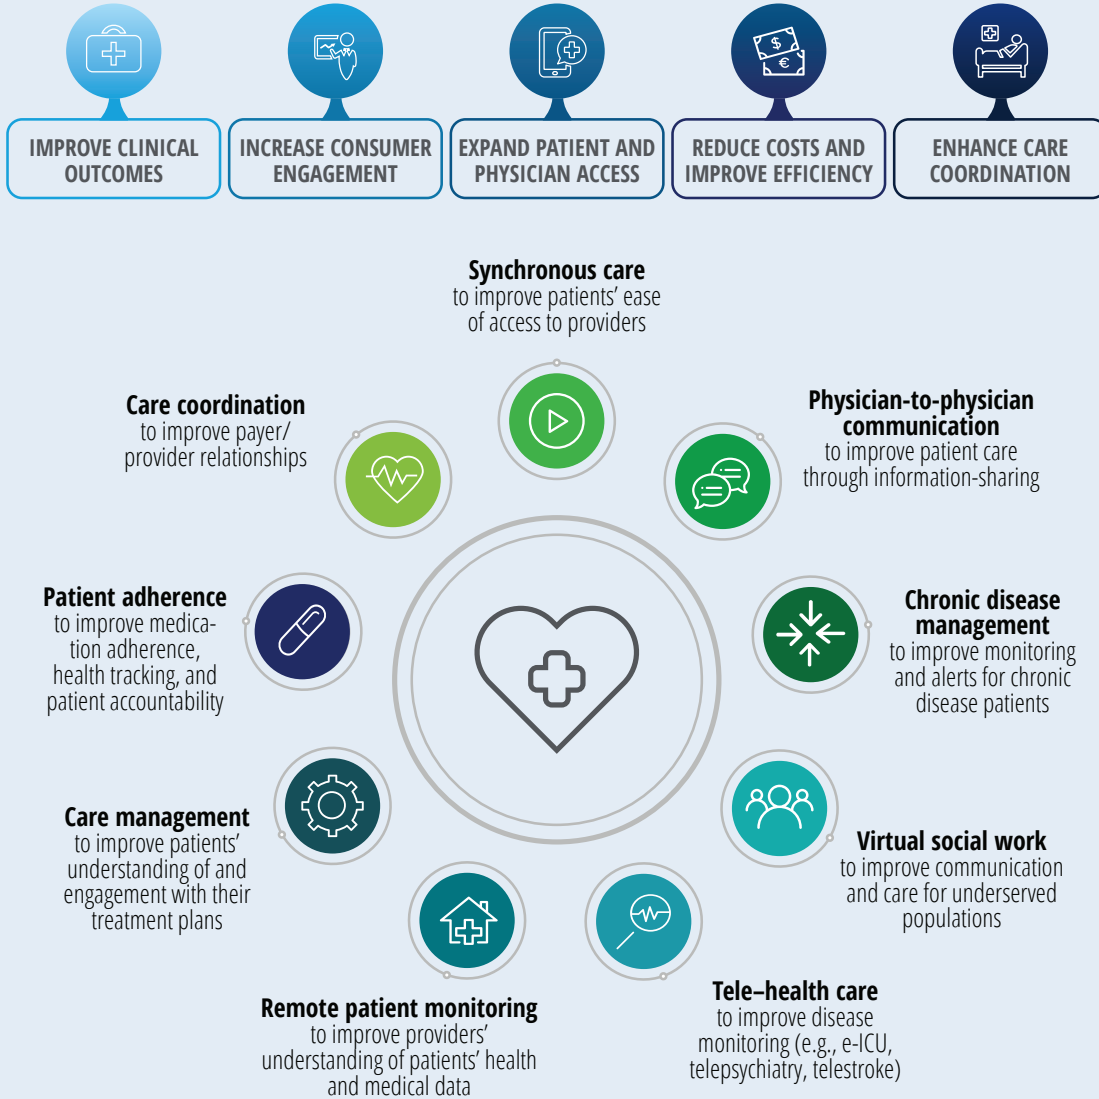 IMPROVE CLINICAL
OUTCOMES
INCREASE CONSUMER
ENGAGEMENT
EXPAND PATIENT AND
PHYSICIAN ACCESS
$
€
REDUCE COSTS AND
IMPROVE EFFICIENCY
ENHANCE CARE
COORDINATION
Synchronous care
to improve patients’ ease
of access to providers
Physician-to-physician
communication
to improve patient care
through information-sharing
Chronic disease
management
to improve monitoring
and alerts for chronic
disease patients
Virtual social work
to improve communication
and care for underserved
populations
Tele–health care
to improve disease
monitoring (e.g., e-ICU,
telepsychiatry, telestroke)
Remote patient monitoring
to improve providers’
understanding of patients’ health
and medical data
Care management
to improve patients’
understanding of and
engagement with their
treatment plans
Patient adherence
to improve medica-
tion adherence,
health tracking, and
patient accountability
Care coordination
to improve payer/
provider relationships